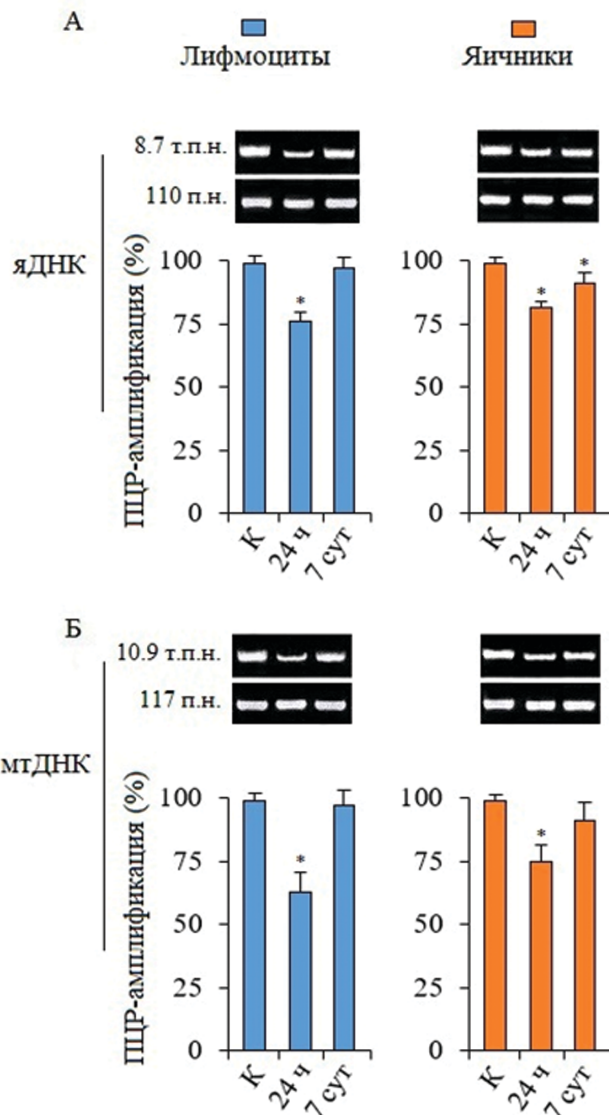 А
Лифмоциты
Яичники
8.7 т.п.н.
110 п.н.
яДНК
ПЦР-амплификация (%)
100
75
50
25
0
К
24 ч
7 сут
100
75
50
25
0
К
24 ч
7 сут
*
*
*
Б
10.9 т.п.н.
117 п.н.
мтДНК
ПЦР-амплификация (%)
100
75
50
25
0
К
24 ч
7 сут
100
75
50
25
0
К
24 ч
7 сут
*
*